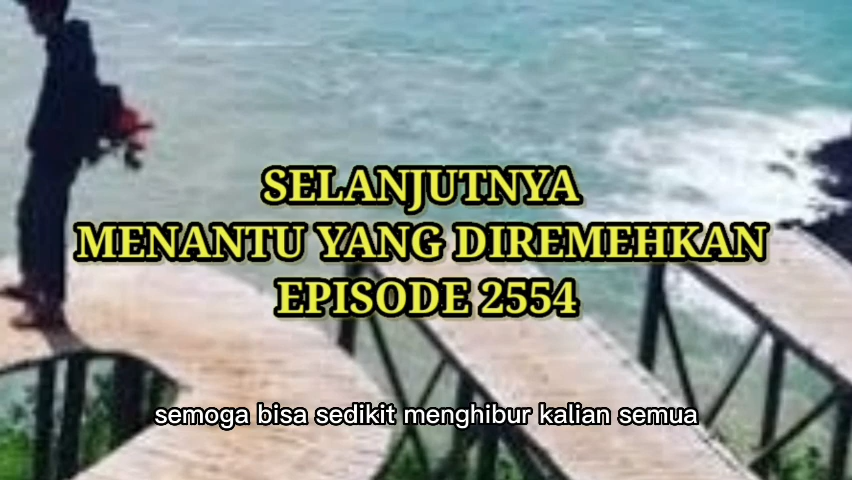 SELANJUTNYA
MENANTU YANG DIREMEHKAN
EPISODE 2554
semoga bisa sedikit menghibur kalian semua